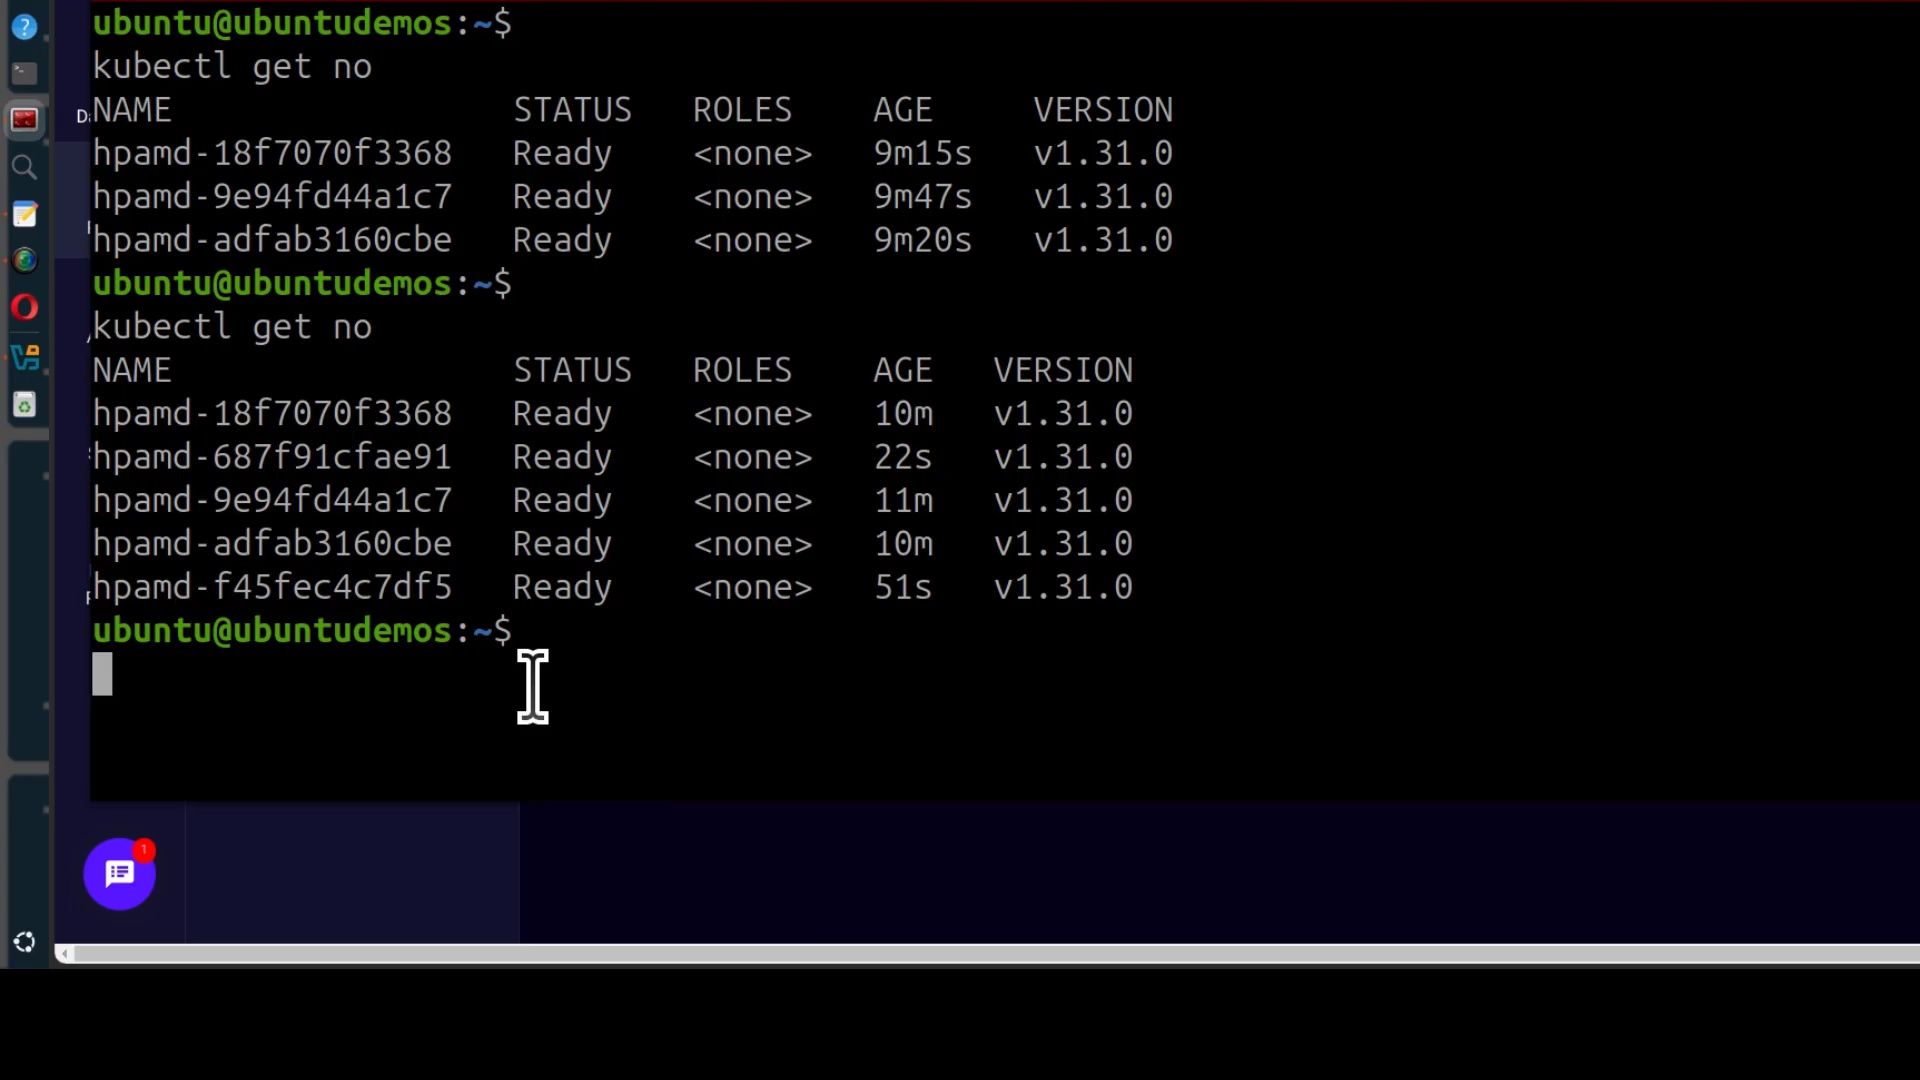 ubuntu@ubuntudemos:~$
kubectl get no
NAME STATUS ROLES AGE VERSION
hpamd-18f7070f3368 Ready <none> 9m15s v1.31.0
hpamd-9e94fd44a1c7 Ready <none> 9m47s v1.31.0
hpamd-adfab3160cbe Ready <none> 9m20s v1.31.0
ubuntu@ubuntudemos:~$
kubectl get no
NAME STATUS ROLES AGE VERSION
hpamd-18f7070f3368 Ready <none> 10m v1.31.0
hpamd-687f91cfae91 Ready <none> 22s v1.31.0
hpamd-9e94fd44a1c7 Ready <none> 11m v1.31.0
hpamd-adfab3160cbe Ready <none> 10m v1.31.0
hpamd-f45fec4c7df5 Ready <none> 51s v1.31.0
ubuntu@ubuntudemos:~$
1